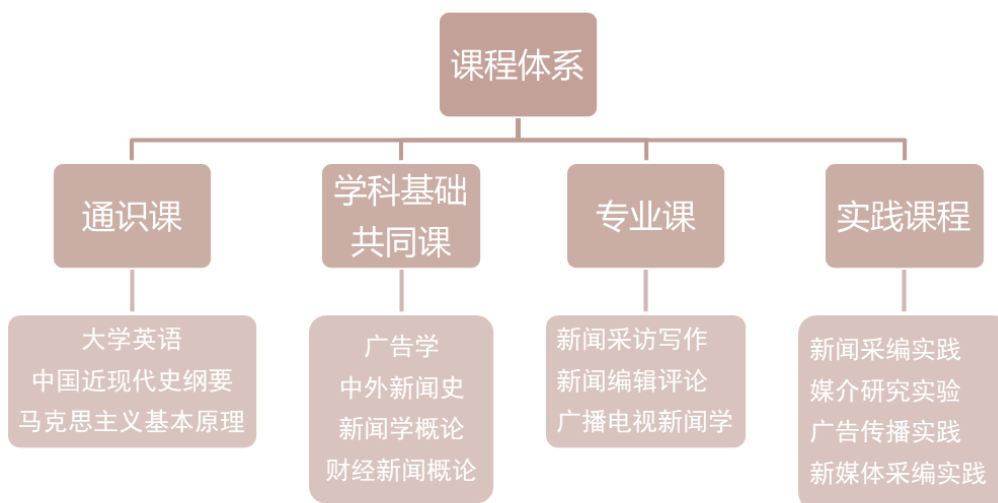 课程体系
通识课
学科基础
共同课
专业课
实践课程
大学英语
中国近现代史纲要
马克思主义基本原理
广告学
中外新闻史
新闻学概论
财经新闻概论
新闻采访写作
新闻编辑评论
广播电视新闻学
新闻采编实践
媒介研究实验
广告传播实践
新媒体采编实践